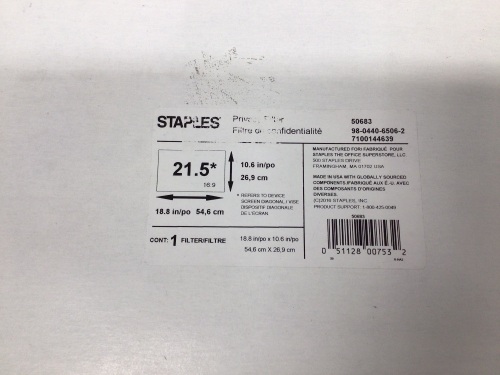 STAPLES
Privacy Filter
Filtre de confidentialité
50683
98-0440-6506-2
7100144639
21.5*
16:9
10.6 in/po
26,9 cm
18.8 in/po 54,6 cm
* REFERS TO DEVICE
SCREEN DIAGONAL / VISE
DISPOSITIF DIAGONALE
DE L'ÉCRAN
CONT: 1 FILTER/FILTRE
18.8 in/po x 10.6 in/po
54,6 cm X 26,9 cm
MANUFACTURED FOR/ FABRIQUÉ POUR
STAPLES THE OFFICE SUPERSTORE, LLC.
500 STAPLES DRIVE
FRAMINGHAM, MA 01702 USA
MADE IN USA WITH GLOBALLY SOURCED
COMPONENTS /FABRIQUÉ AUX É.-U. AVEC
DES COMPOSANTS D'ORIGINES
DIVERSES.
(C)2016 STAPLES, INC.
PRODUCT SUPPORT: 1-800-425-0049
50683
0 51128 00753 2